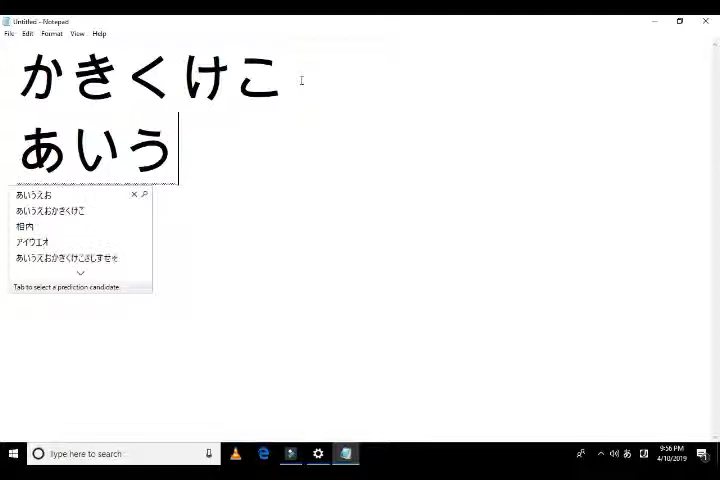 Untitled - Notepad
File Edit Format View Help
かきくけこ
あいう
あいうえお
あいうえおかきくけこ
相内
アイウエオ
あいうえおかきくけこさしすせそ
Tab to select a prediction candidate
Type here to search
あ
9:56 PM
4/10/2019